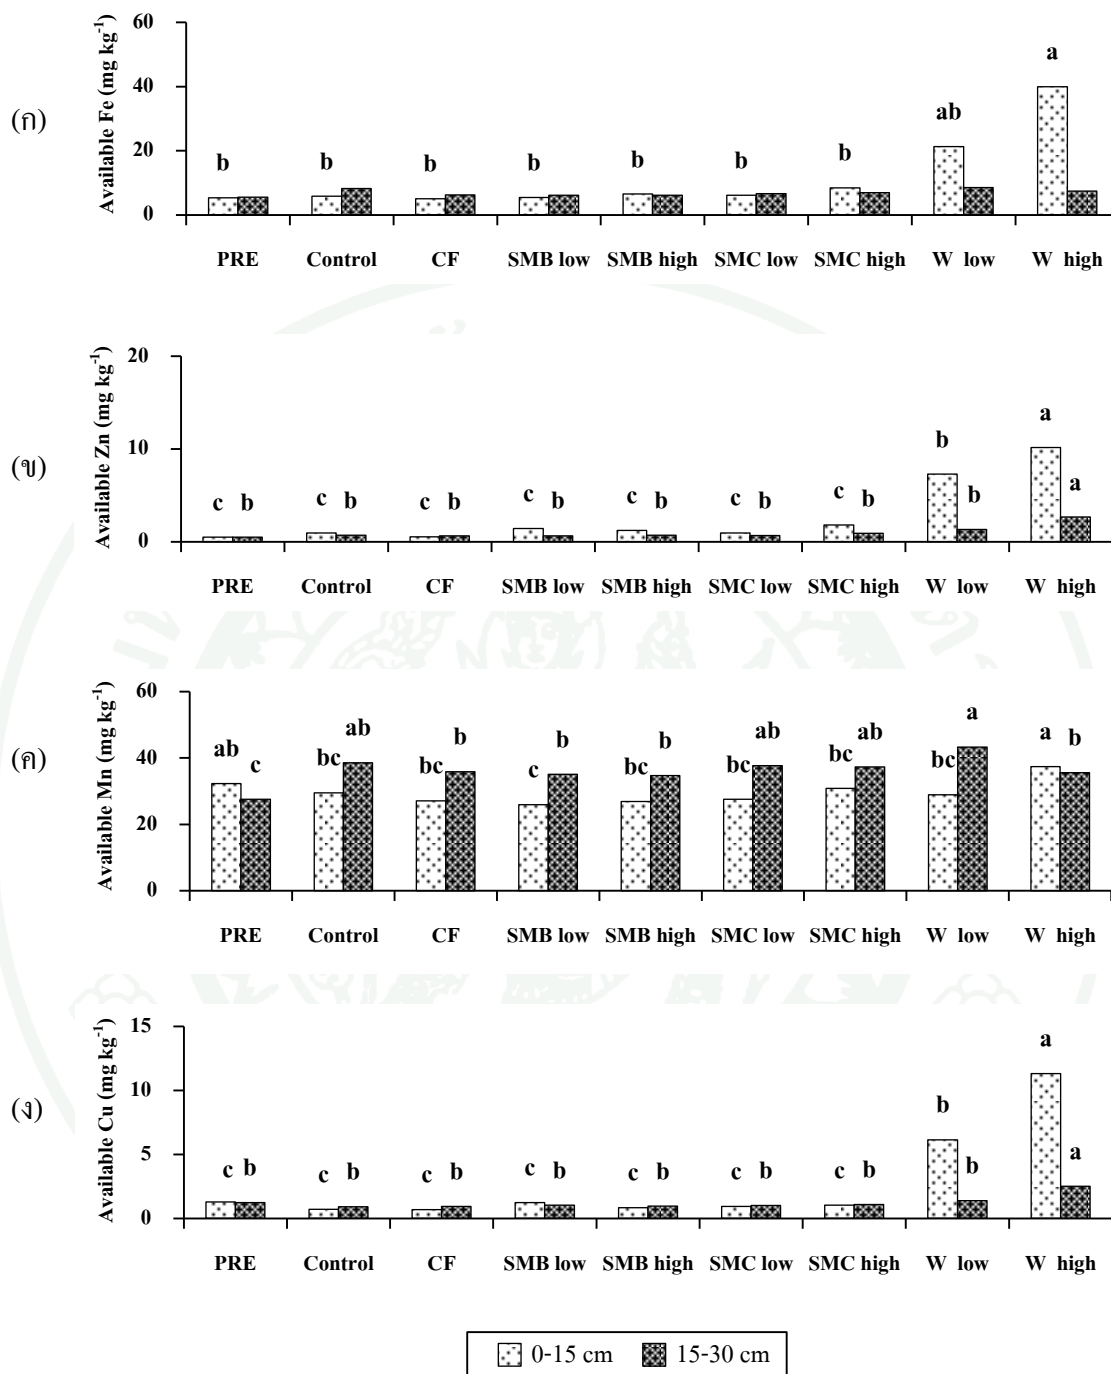 (ก)
Available Fe (mg kg-1)
60
40
20
0
b b b b b b b ab a
PRE Control CF SMB low SMB high SMC low SMC high W low W high
(ข)
Available Zn (mg kg-1)
20
10
0
c b c b c b c b c b c b c b b b a a
PRE Control CF SMB low SMB high SMC low SMC high W low W high
(ค)
Available Mn (mg kg-1)
60
40
20
0
ab c bc ab bc b c b bc b bc ab bc ab bc a a b
PRE Control CF SMB low SMB high SMC low SMC high W low W high
(ง)
Available Cu (mg kg-1)
15
10
5
0
c b c b c b c b c b c b c b b b a a
PRE Control CF SMB low SMB high SMC low SMC high W low W high
0-15 cm 15-30 cm